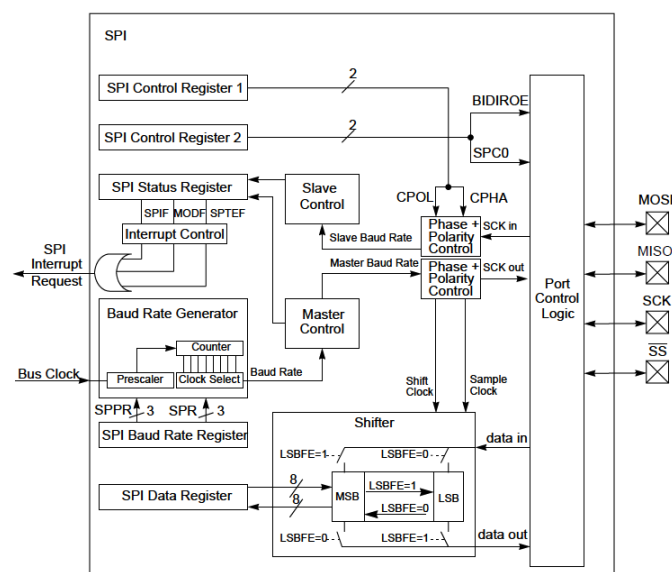 SPI
SPI Control Register 1
2
BIDIROE
SPI Control Register 2
2
SPC0
SPI Status Register
Slave
Control
CPOL
CPHA
MOSI
SPIF
MODF
SPTEF
Interrupt Control
Slave Baud Rate
Phase +
Polarity
Control
SCK in
SPI
Interrupt
Request
Master Baud Rate
Phase +
Polarity
Control
SCK out
MISO
Port
Control
Logic
Baud Rate Generator
Master
Control
SCK
Counter
Bus Clock
Prescaler
Clock Select
Baud Rate
SS
SPPR
3
SPR
3
Shift
Clock
Sample
Clock
SPI Baud Rate Register
Shifter
LSBFE=1
LSBFE=0
data in
SPI Data Register
8
8
MSB
LSBFE=1
LSBFE=0
LSB
LSBFE=0
LSBFE=1
data out